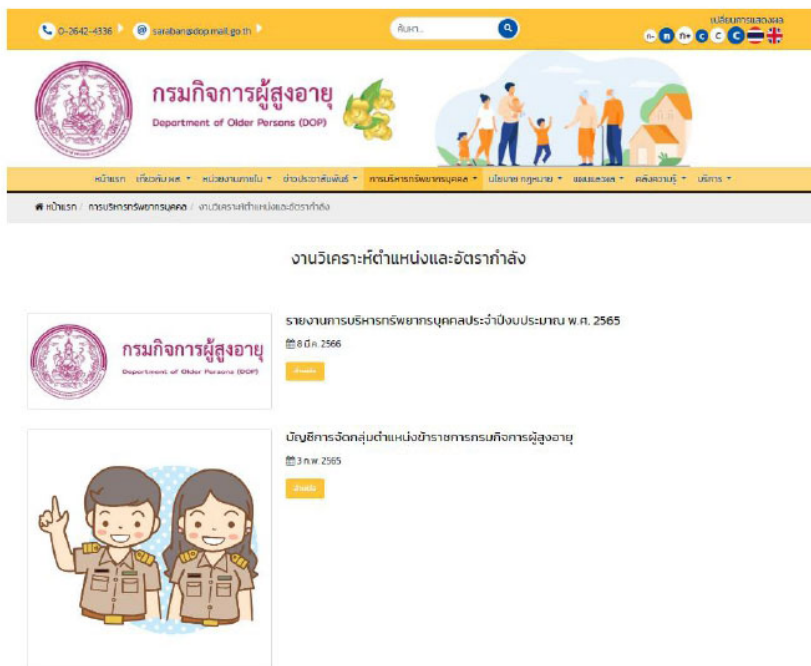 0-2642-4336
saraban@dop.mail.go.th
ค้นหา...
เปลี่ยนการแสดงผล
ก- ก ก+ C C C
กรมกิจการผู้สูงอายุ
Department of Older Persons (DOP)
หน้าแรก เกี่ยวกับ ผส หน่วยงานภายใน ข่าวประชาสัมพันธ์ การบริหารทรัพยากรบุคคล นโยบาย กฎหมาย แผนและผล คลังความรู้ บริการ
หน้าแรก / การบริหารทรัพยากรบุคคล / งานวิเคราะห์ตำแหน่งและอัตรากำลัง
งานวิเคราะห์ตำแหน่งและอัตรากำลัง
รายงานการบริหารทรัพยากรบุคคลประจำปีงบประมาณ พ.ศ. 2565
8 มี.ค. 2566
อ่านต่อ
กรมกิจการผู้สูงอายุ
Department of Older Persons (DOP)
บัญชีการจัดกลุ่มตำแหน่งข้าราชการกรมกิจการผู้สูงอายุ
3 ก.พ. 2565
อ่านต่อ